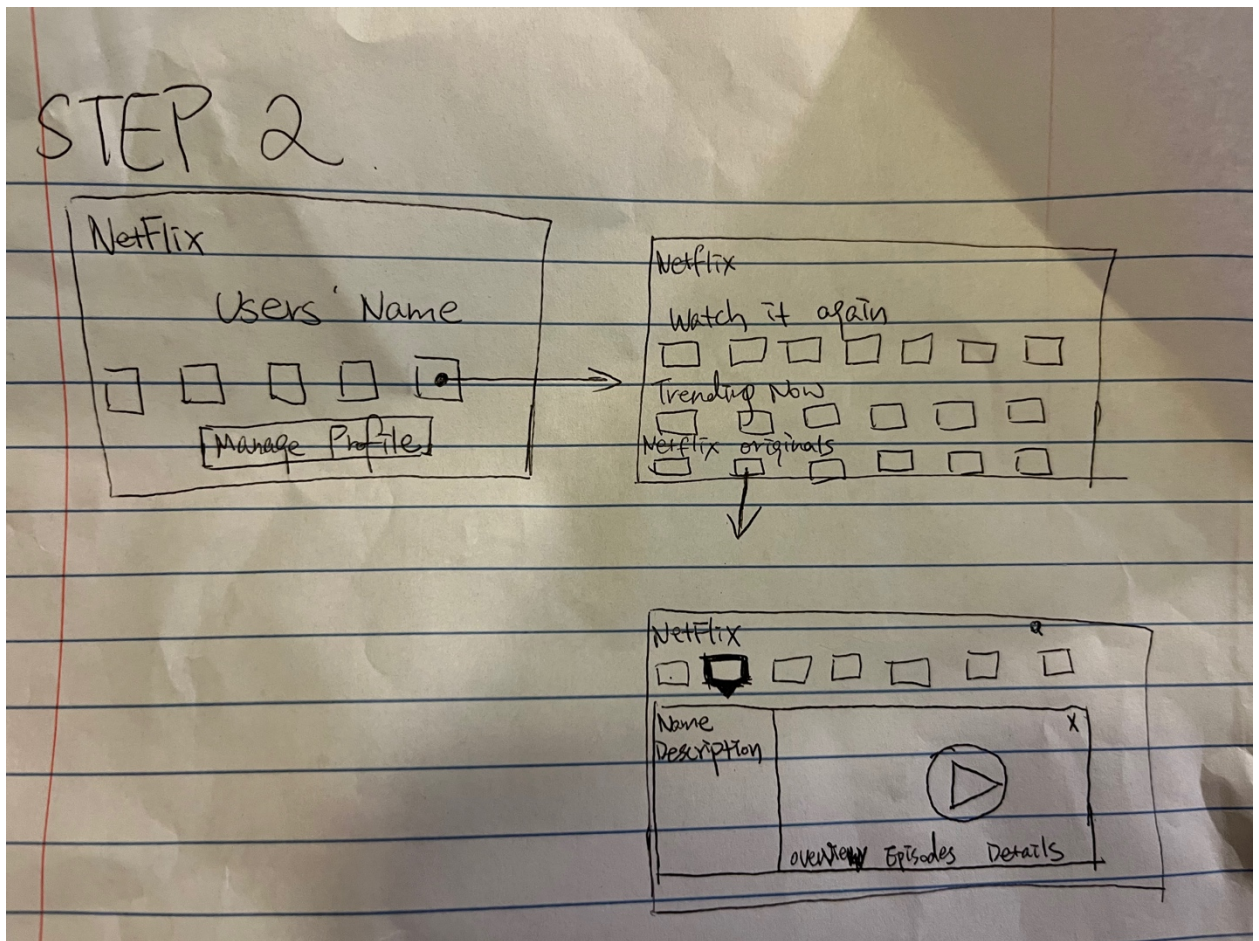 STEP 2
NetFlix
Users' Name
Manage Profile
Netflix
Watch it again
Trending Now
Netflix originals
NetFlix
Name
Description
X
overview Episodes Details